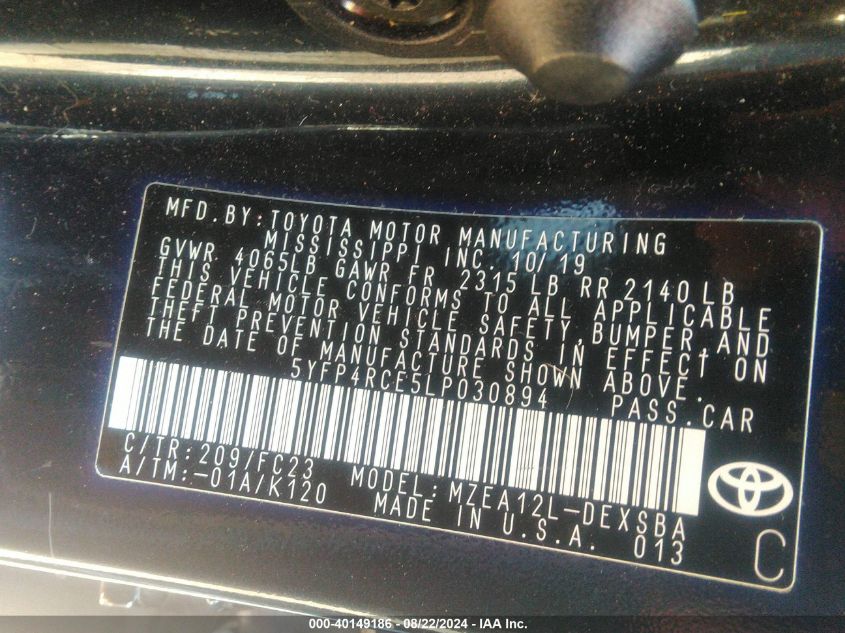 MFD.BY:TOYOTA MOTOR MANUFACTURING
MISSISSIPPI INC. 10/19
GVWR 4065LB GAWR FR 2315 LB RR 2140 LB
THIS VEHICLE CONFORMS TO ALL APPLICABLE
FEDERAL MOTOR VEHICLE SAFETY, BUMPER AND
THEFT PREVENTION STANDARDS IN EFFECT ON
THE DATE OF MANUFACTURE SHOWN ABOVE.
5YFP4RCE5LP030894 PASS.CAR
C/TR:209/FC23 MODEL:MZEA12L-DEXSBA
A/TM:-01A/K120 MADE IN U.S.A. 013
C
000-40149186 - 08/22/2024 - IAA Inc.